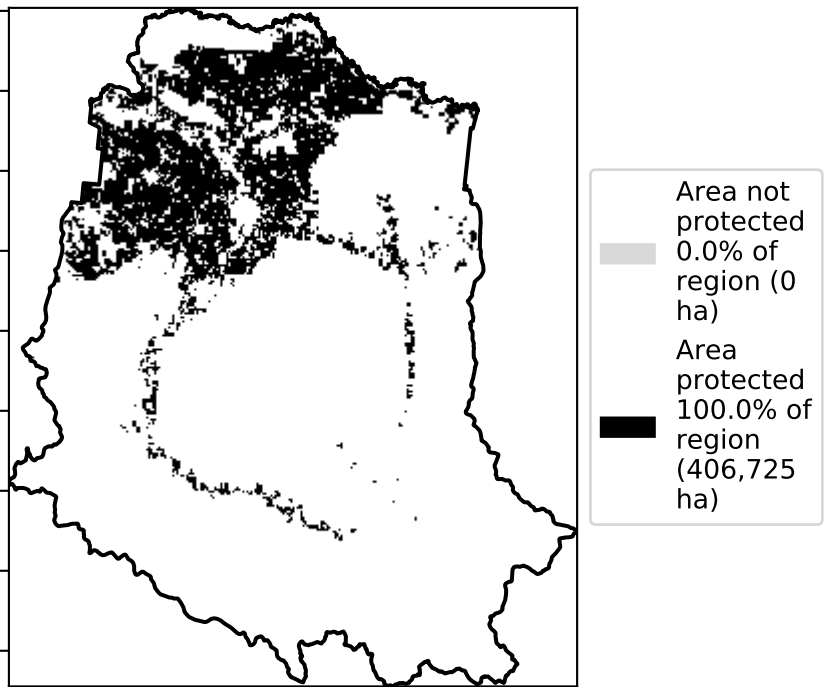 Area not
protected
0.0% of
region (0
ha)
Area
protected
100.0% of
region
(406,725
ha)